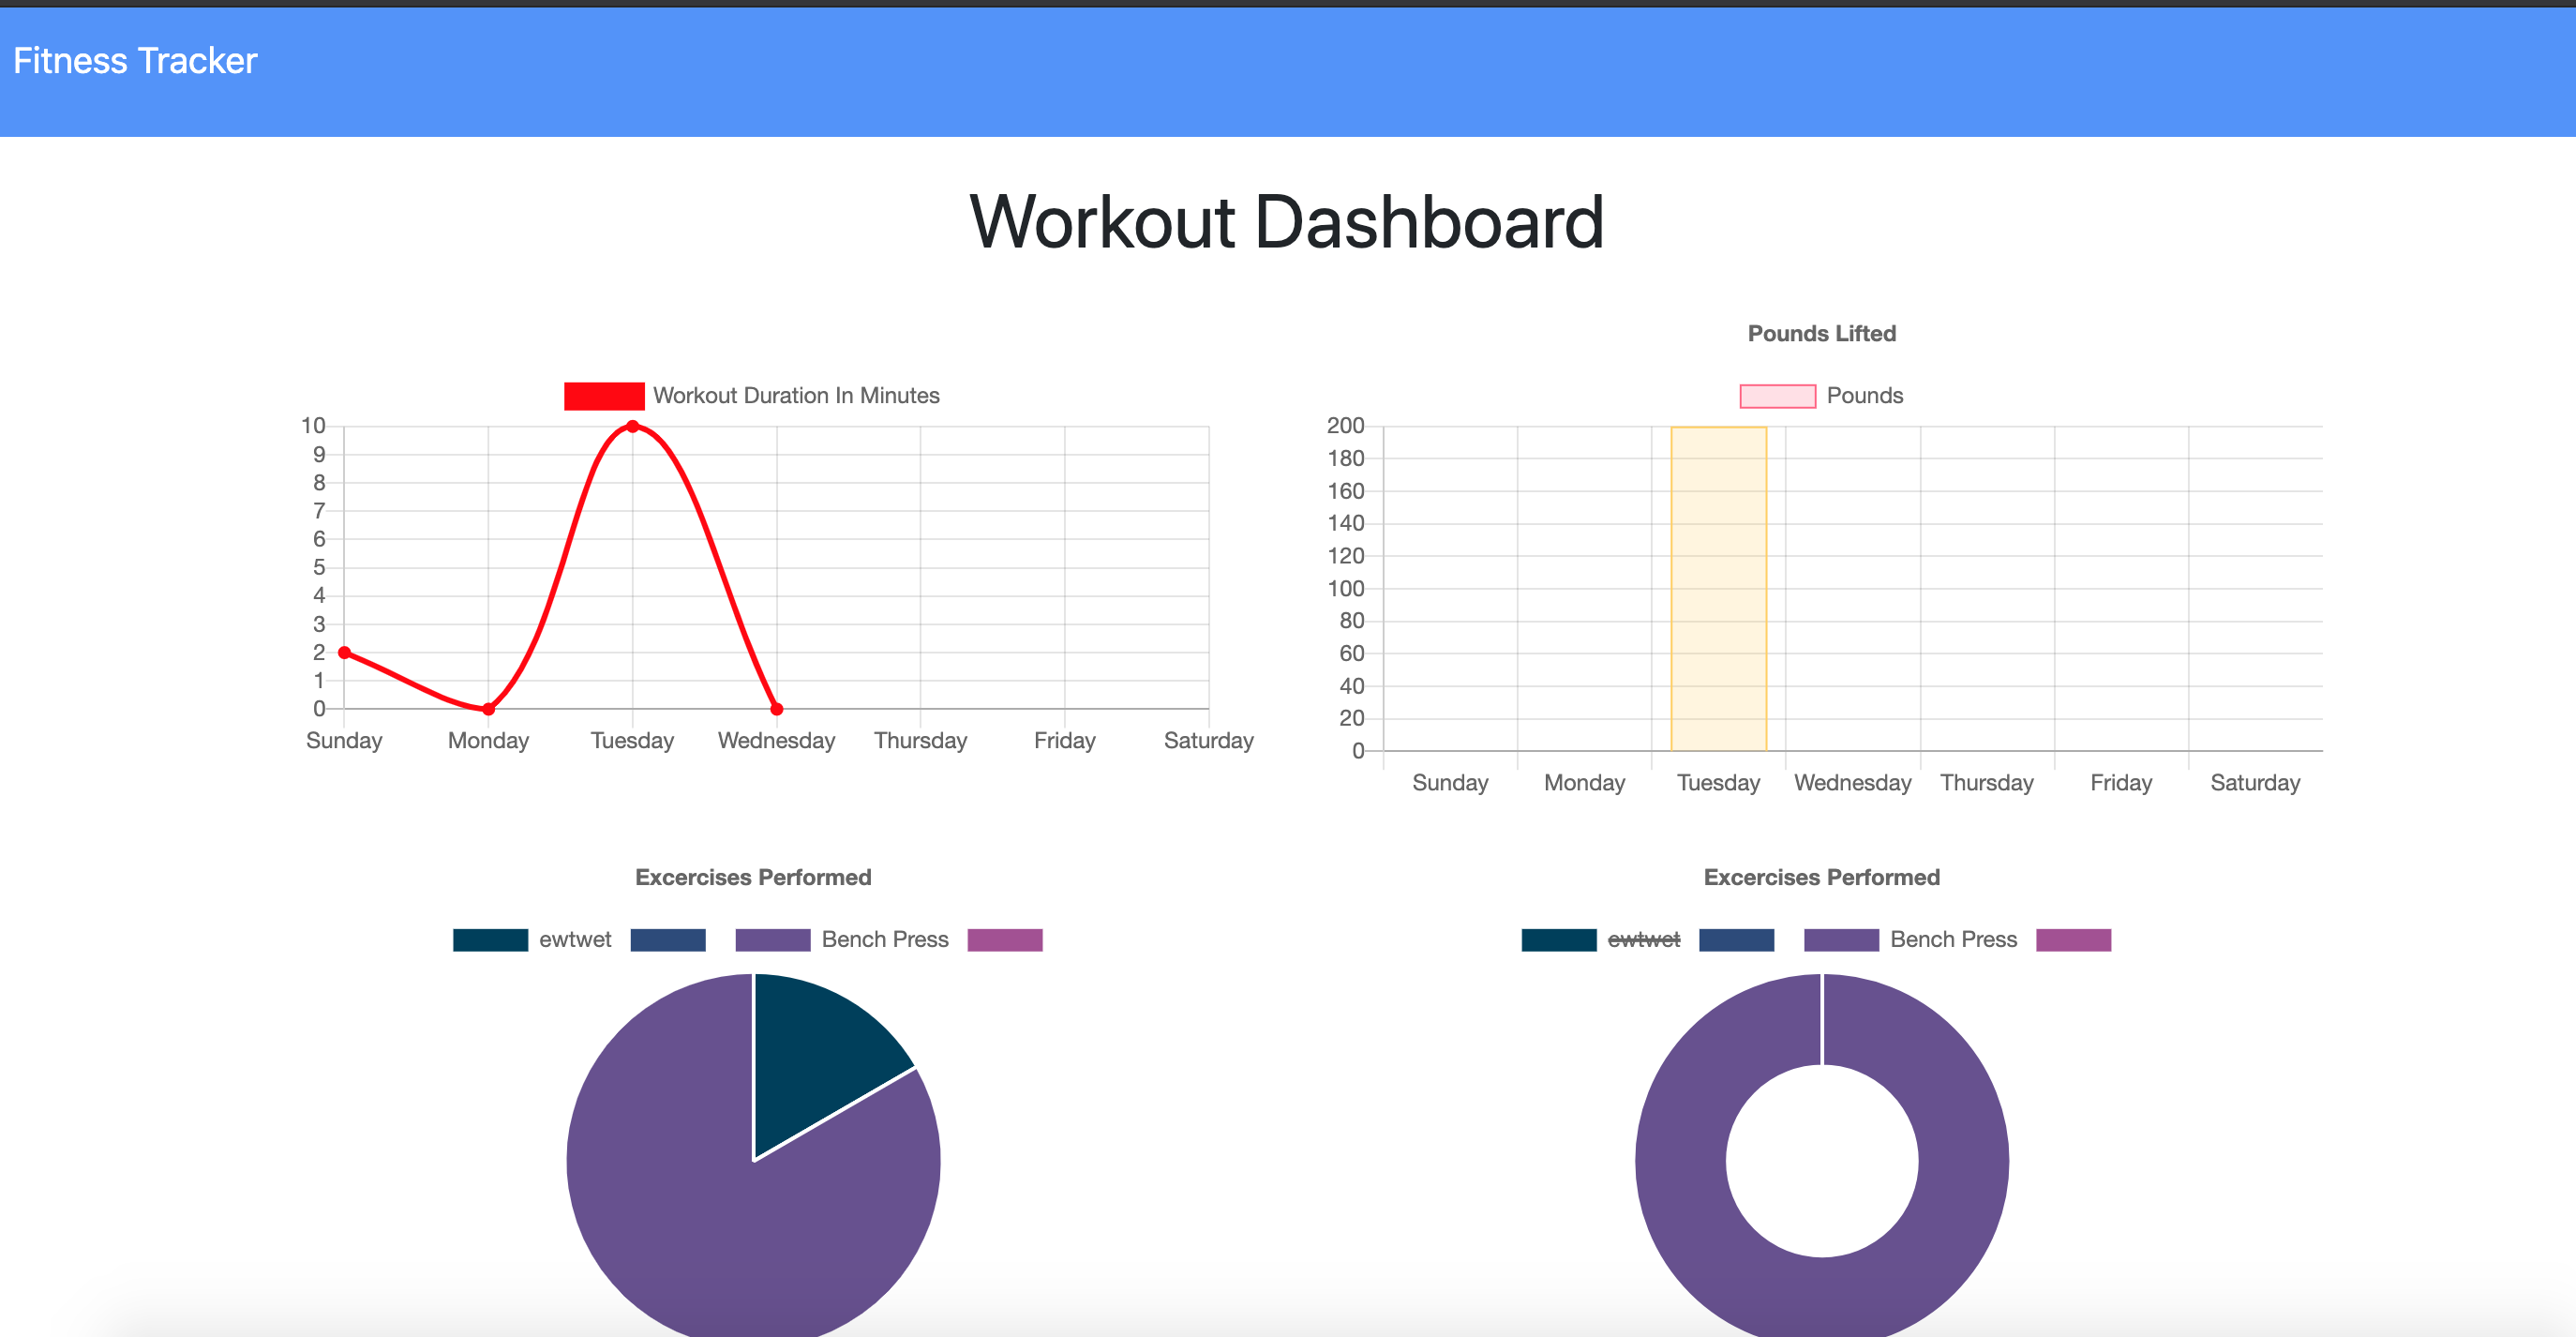 Fitness Tracker
Workout Dashboard
Workout Duration In Minutes
10
9
8
7
6
5
4
3
2
1
0
Sunday Monday Tuesday Wednesday Thursday Friday Saturday
Pounds Lifted
Pounds
200
180
160
140
120
100
80
60
40
20
0
Sunday Monday Tuesday Wednesday Thursday Friday Saturday
Excercises Performed
ewtwet Bench Press
Excercises Performed
ewtwet Bench Press